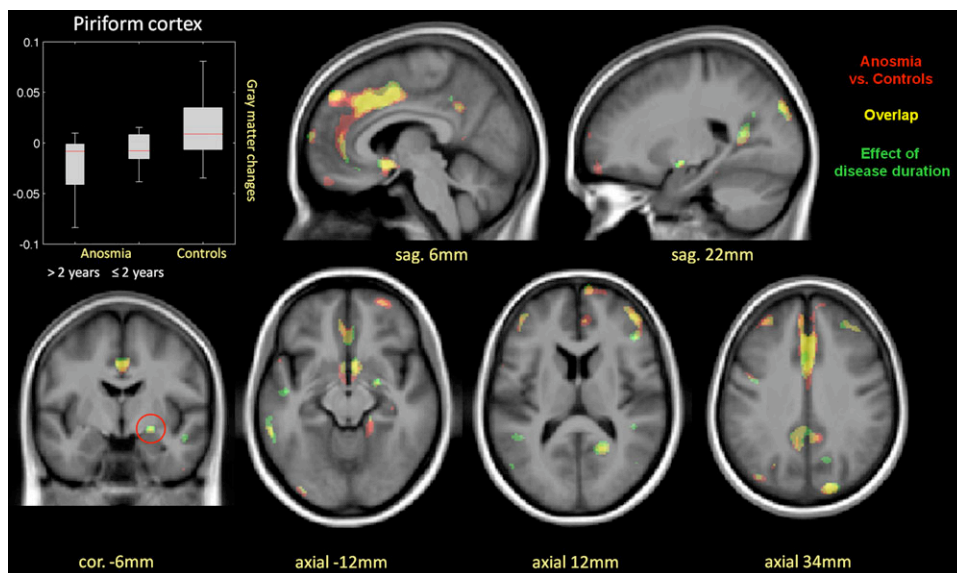 Piriform cortex
0.1
0.05
0
-0.05
-0.1
Gray matter changes
Anosmia
Controls
> 2 years
≤ 2 years
sag. 6mm
sag. 22mm
Anosmia
vs. Controls
Overlap
Effect of
disease duration
cor. -6mm
axial -12mm
axial 12mm
axial 34mm